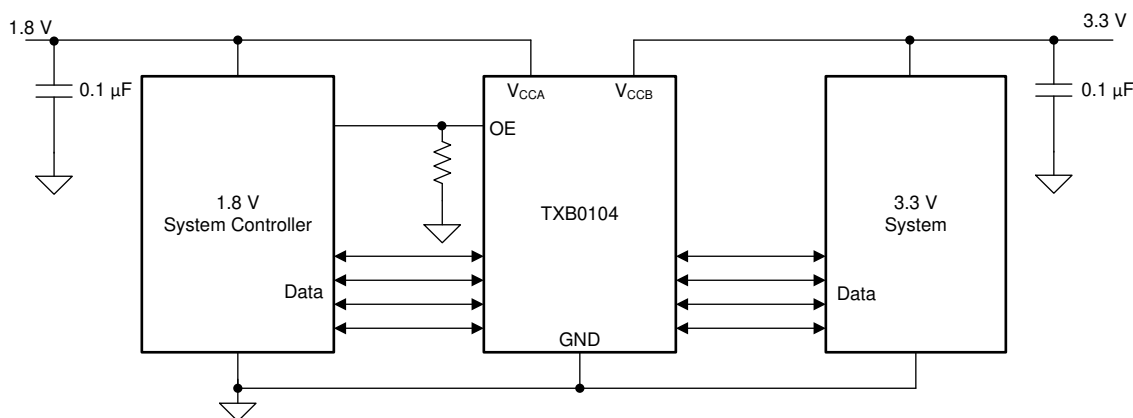 1.8 V
3.3 V
0.1 µF
VCCA
VCCB
0.1 µF
OE
1.8 V
System Controller
TXB0104
3.3 V
System
Data
Data
GND